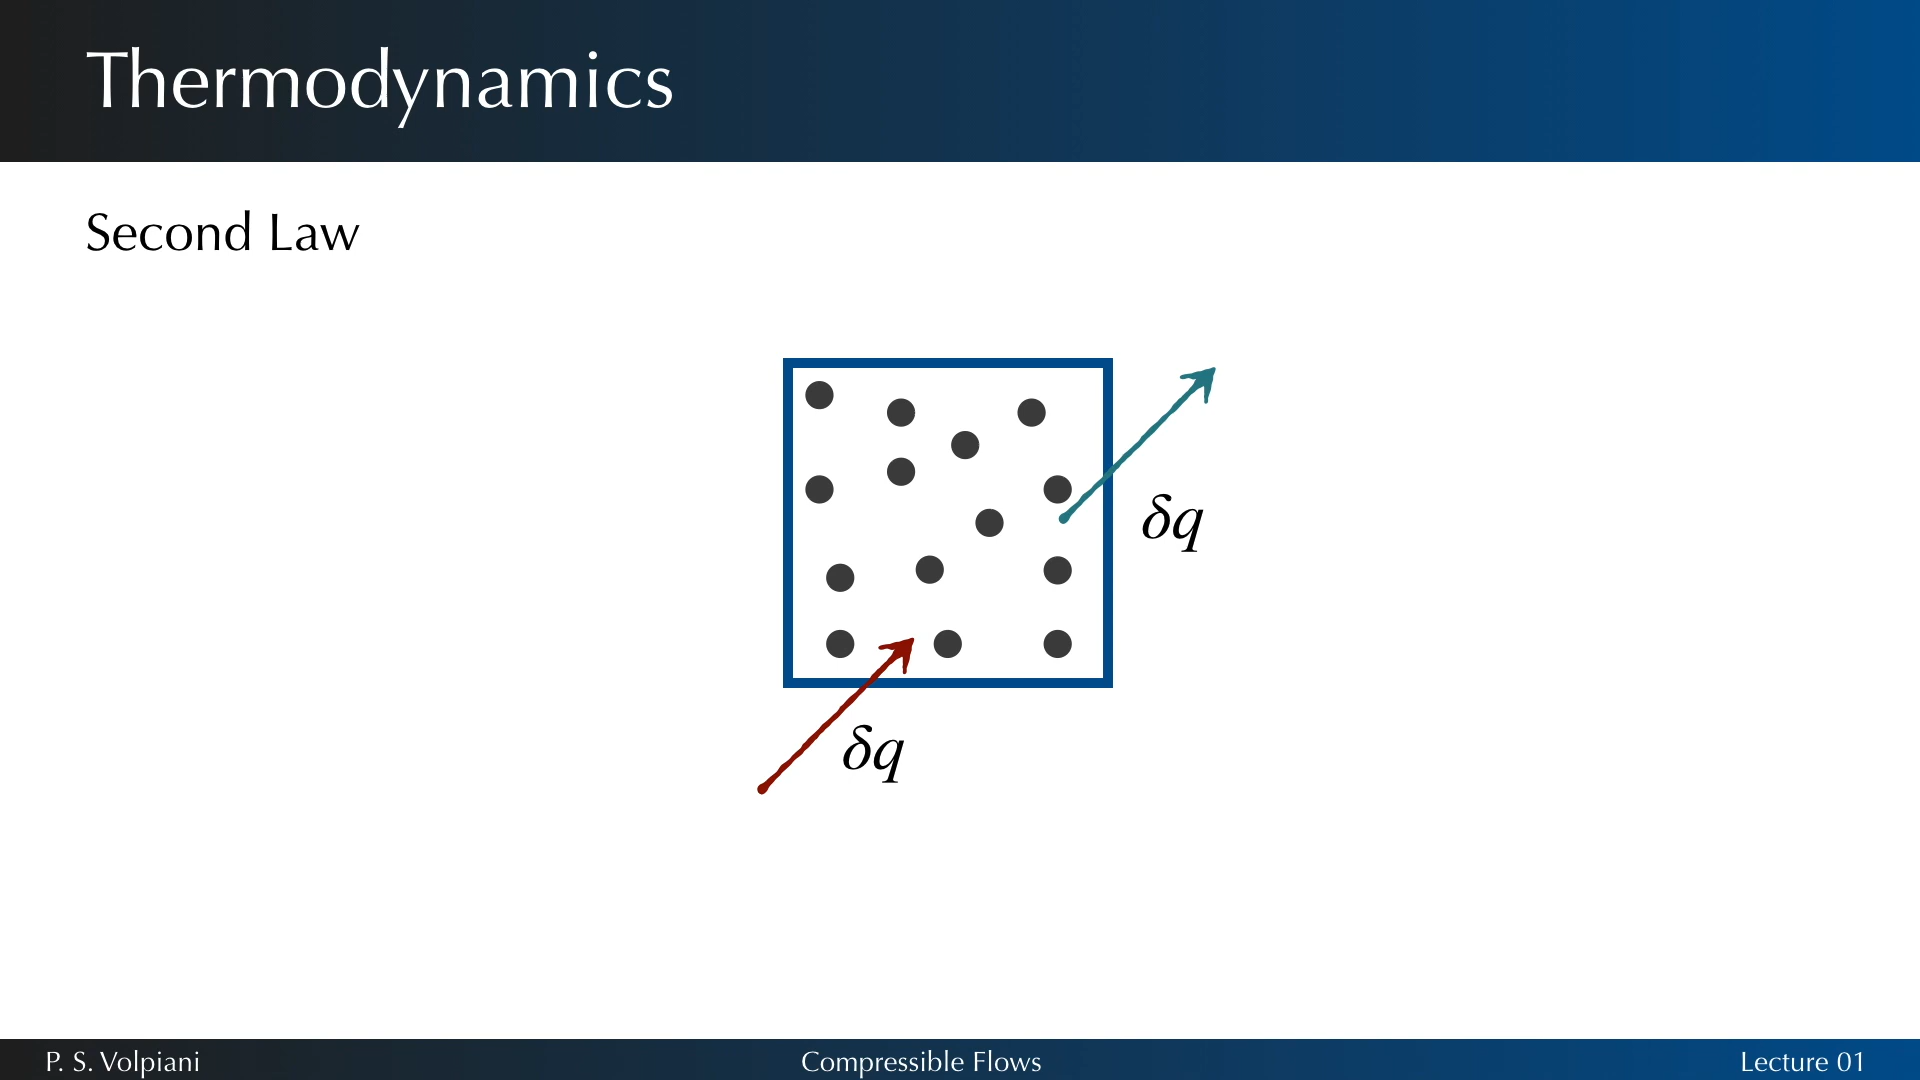 Thermodynamics
Second Law
δq
δq
P. S. Volpiani
Compressible Flows
Lecture 01